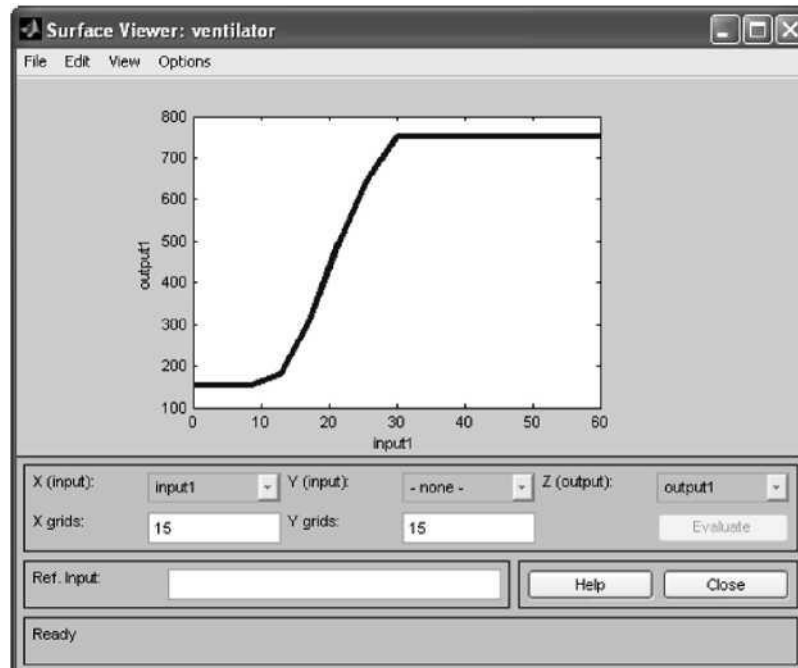 Surface Viewer: ventilator
File Edit View Options
800
700
600
500
400
300
200
100
output1
0 10 20 30 40 50 60
input1
X (input): input1 Y (input): - none - Z (output): output1
X grids: 15 Y grids: 15 Evaluate
Ref. Input: Help Close
Ready